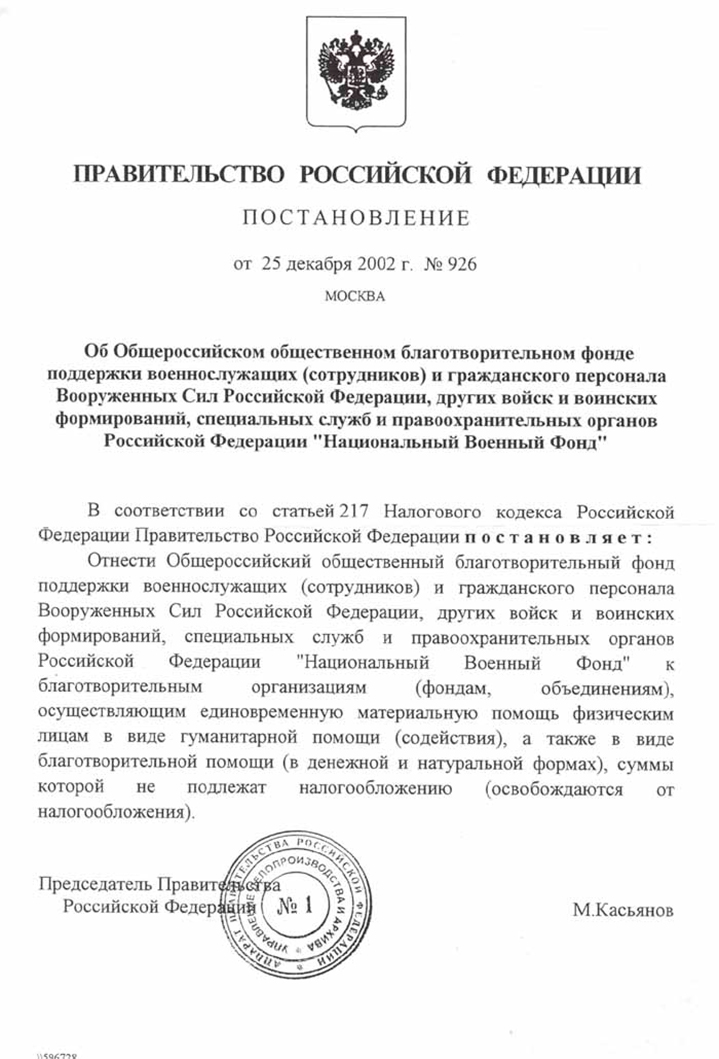 ПРАВИТЕЛЬСТВО РОССИЙСКОЙ ФЕДЕРАЦИИ
ПОСТАНОВЛЕНИЕ
от 25 декабря 2002 г. № 926
МОСКВА
Об Общероссийском общественном благотворительном фонде
поддержки военнослужащих (сотрудников) и гражданского персонала
Вооруженных Сил Российской Федерации, других войск и воинских
формирований, специальных служб и правоохранительных органов
Российской Федерации "Национальный Военный Фонд"
В соответствии со статьей 217 Налогового кодекса Российской
Федерации Правительство Российской Федерации п о с т а н о в л я е т :
Отнести Общероссийский общественный благотворительный фонд
поддержки военнослужащих (сотрудников) и гражданского персонала
Вооруженных Сил Российской Федерации, других войск и воинских
формирований, специальных служб и правоохранительных органов
Российской Федерации "Национальный Военный Фонд" к
благотворительным организациям (фондам, объединениям),
осуществляющим единовременную материальную помощь физическим
лицам в виде гуманитарной помощи (содействия), а также в виде
благотворительной помощи (в денежной и натуральной формах), суммы
которой не подлежат налогообложению (освобождаются от
налогообложения).
Председатель Правительства
Российской Федерации
М.Касьянов
АППАРАТ ПРАВИТЕЛЬСТВА РОССИЙСКОЙ ФЕДЕРАЦИИ
УПРАВЛЕНИЕ ДЕЛОПРОИЗВОДСТВА И АРХИВА
№ 1
\\596728